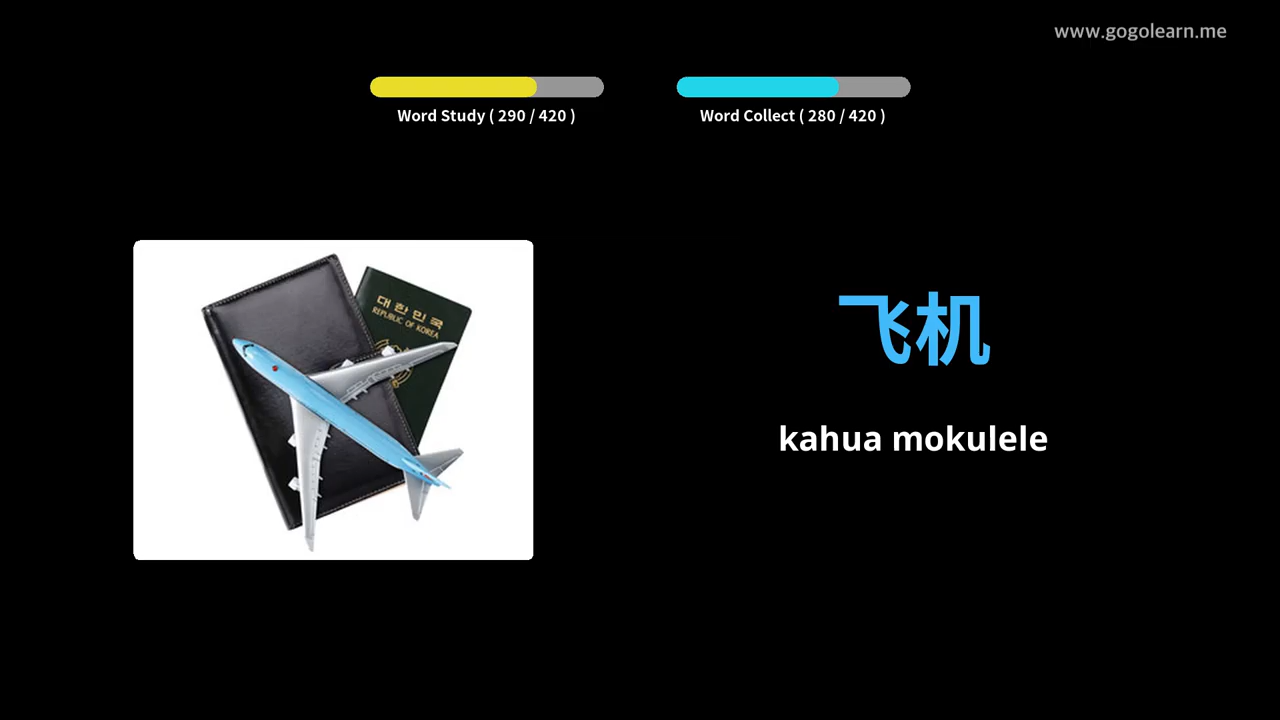 www.gogolearn.me
Word Study ( 290 / 420 )
Word Collect ( 280 / 420 )
대한민국
REPUBLIC OF KOREA
飞机
kahua mokulele